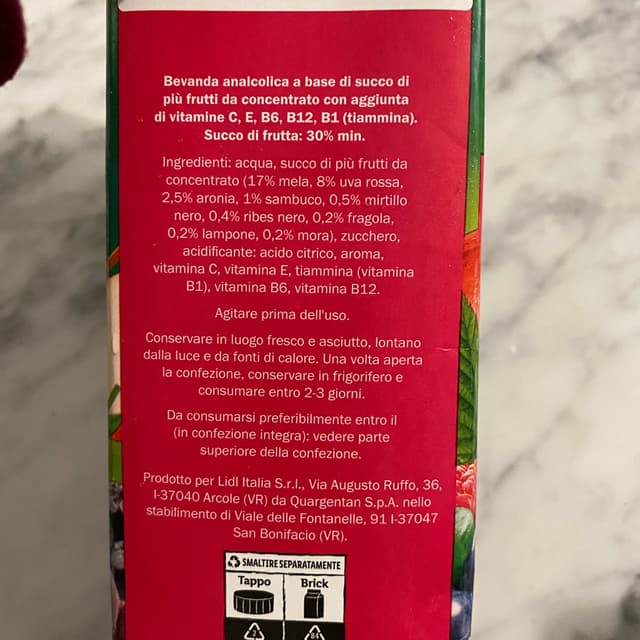 Bevanda analcolica a base di succo di
più frutti da concentrato con aggiunta
di vitamine C, E, B6, B12, B1 (tiammina).
Succo di frutta: 30% min.
Ingredienti: acqua, succo di più frutti da
concentrato (17% mela, 8% uva rossa,
2,5% aronia, 1% sambuco, 0,5% mirtillo
nero, 0,4% ribes nero, 0,2% fragola,
0,2% lampone, 0,2% mora), zucchero,
acidificante: acido citrico, aroma,
vitamina C, vitamina E, tiammina (vitamina
B1), vitamina B6, vitamina B12.
Agitare prima dell'uso.
Conservare in luogo fresco e asciutto, lontano
dalla luce e da fonti di calore. Una volta aperta
la confezione, conservare in frigorifero e
consumare entro 2-3 giorni.
Da consumarsi preferibilmente entro il
(in confezione integra): vedere parte
superiore della confezione.
Prodotto per Lidl Italia S.r.l., Via Augusto Ruffo, 36,
I-37040 Arcole (VR) da Quargentan S.p.A. nello
stabilimento di Viale delle Fontanelle, 91 I-37047
San Bonifacio (VR).
SMALTIRE SEPARATAMENTE
Tappo Brick
2 84